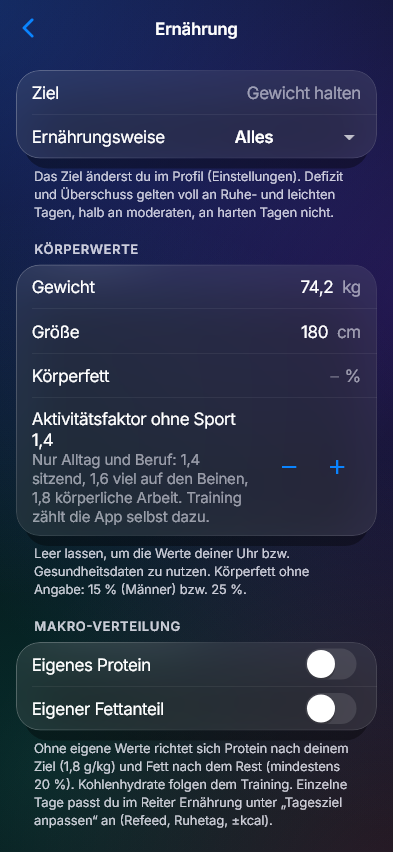 Ernährung
Ziel Gewicht halten
Ernährungsweise Alles
Das Ziel änderst du im Profil (Einstellungen). Defizit
und Überschuss gelten voll an Ruhe- und leichten
Tagen, halb an moderaten, an harten Tagen nicht.
KÖRPERWERTE
Gewicht 74,2 kg
Größe 180 cm
Körperfett – %
Aktivitätsfaktor ohne Sport
1,4
Nur Alltag und Beruf: 1,4
sitzend, 1,6 viel auf den Beinen,
1,8 körperliche Arbeit. Training
zählt die App selbst dazu.
− +
Leer lassen, um die Werte deiner Uhr bzw.
Gesundheitsdaten zu nutzen. Körperfett ohne
Angabe: 15 % (Männer) bzw. 25 %.
MAKRO-VERTEILUNG
Eigenes Protein
Eigener Fettanteil
Ohne eigene Werte richtet sich Protein nach deinem
Ziel (1,8 g/kg) und Fett nach dem Rest (mindestens
20 %). Kohlenhydrate folgen dem Training. Einzelne
Tage passt du im Reiter Ernährung unter „Tagesziel
anpassen“ an (Refeed, Ruhetag, ±kcal).